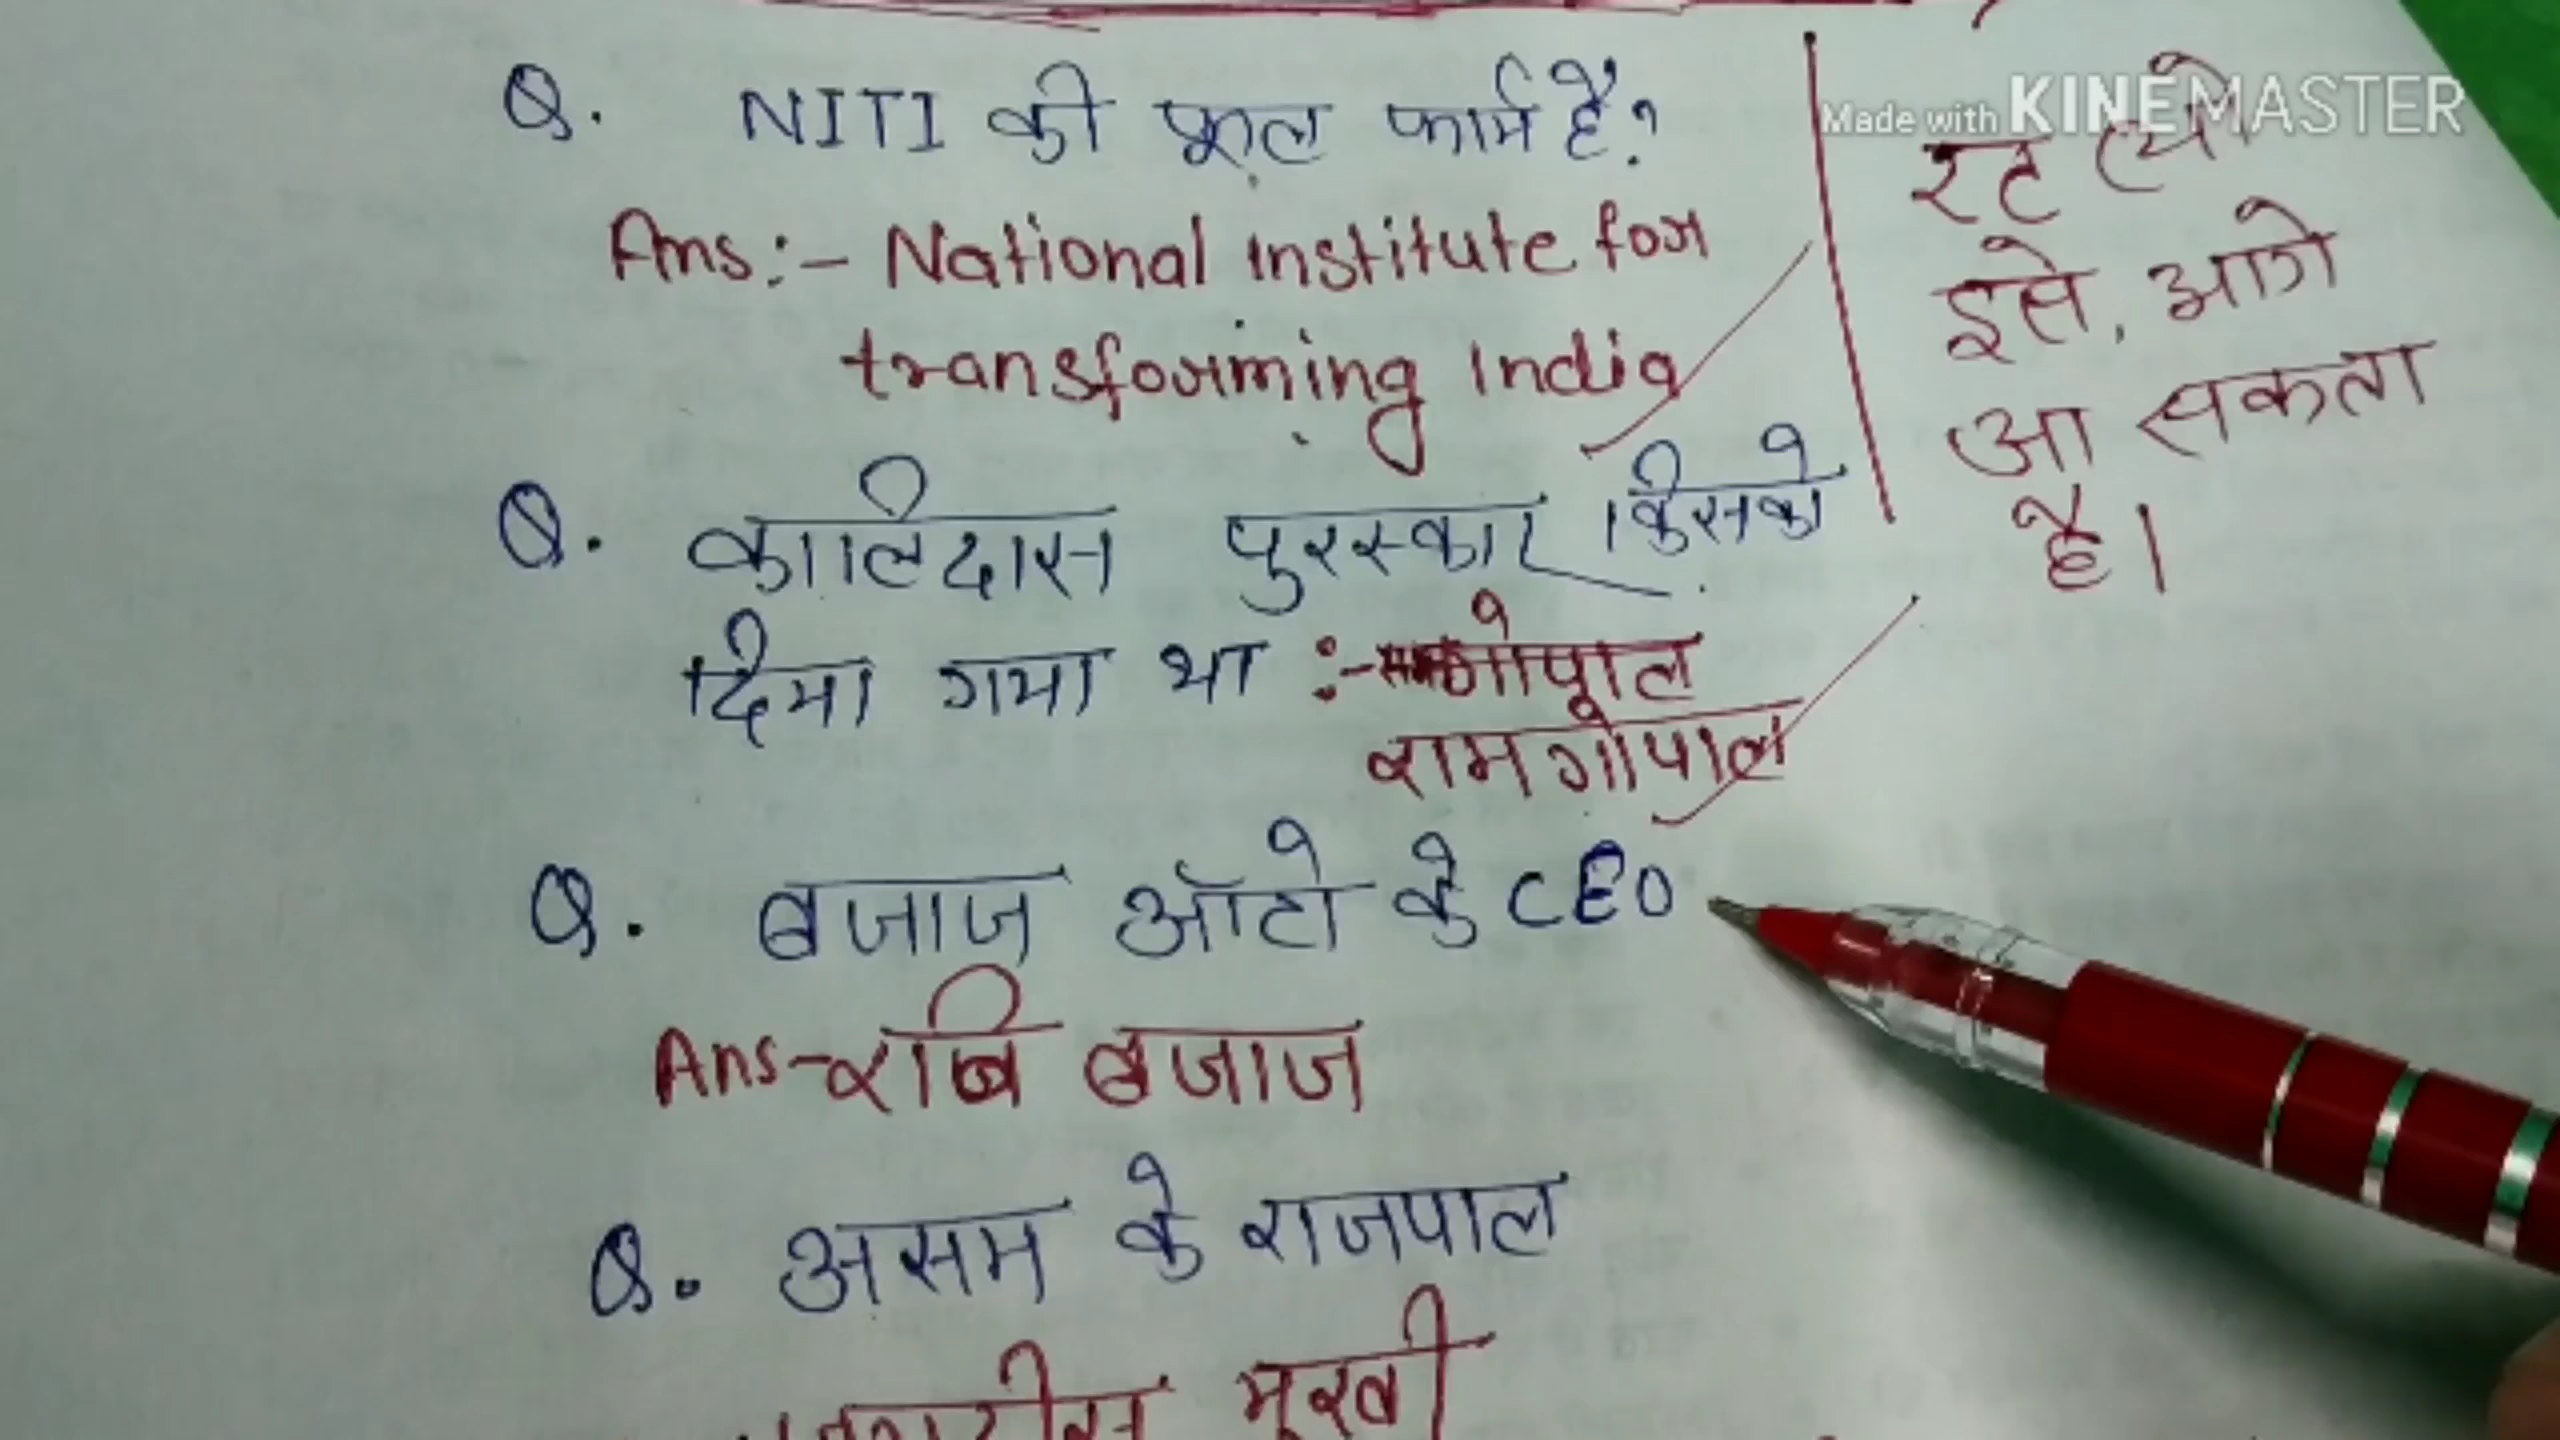 Q. NITI की फूल फार्म है?
Ans:- National institute for
transforming India
Q. कालिदास पुरस्कार किसको
दिया गया था :- गोपाल
रामगोपाल
Q. बजाज ऑटो के CEO
Ans- राबि बजाज
Q. असम के राजपाल
मुखी
Made with KINEMASTER
रट ल्यो
इसे, आगे
आ सकता
है।